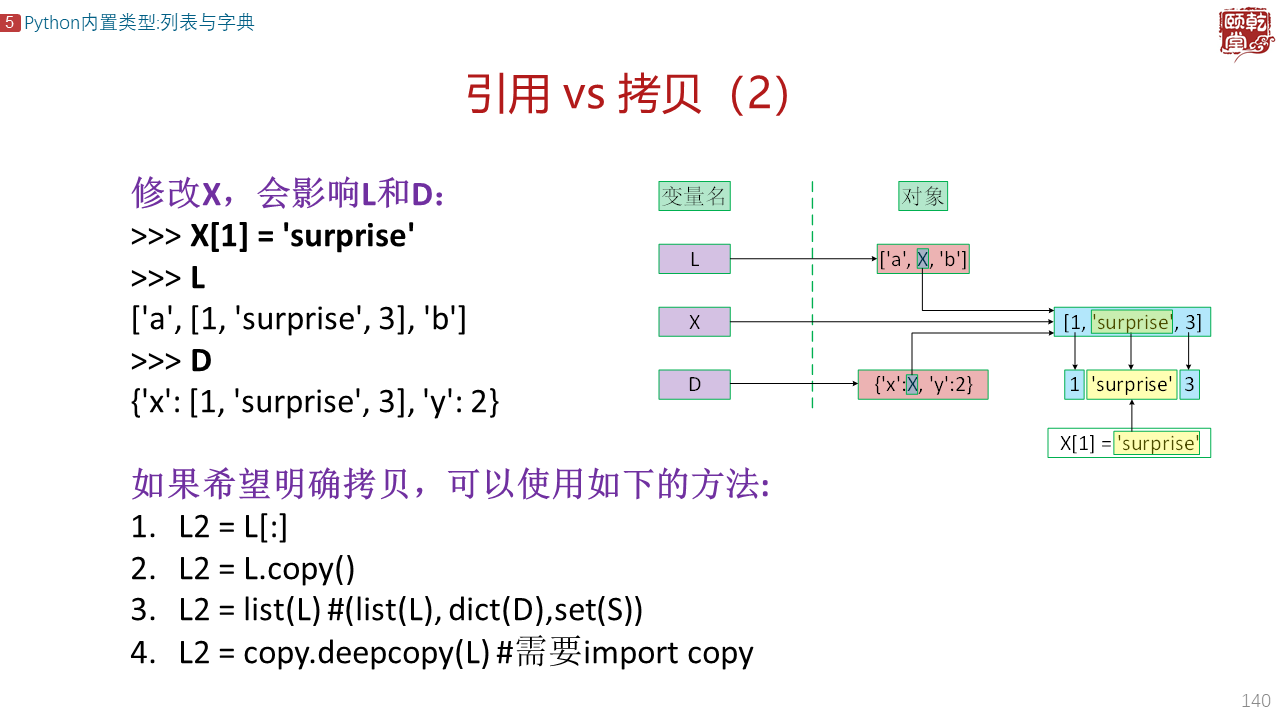 5 Python内置类型:列表与字典
颐乾堂
引用 vs 拷贝（2）
修改X，会影响L和D：
>>> X[1] = 'surprise'
>>> L
['a', [1, 'surprise', 3], 'b']
>>> D
{'x': [1, 'surprise', 3], 'y': 2}
变量名
对象
L
['a', X, 'b']
X
[1, 'surprise', 3]
D
{'x':X, 'y':2}
1
'surprise'
3
X[1] = 'surprise'
如果希望明确拷贝，可以使用如下的方法:
1. L2 = L[:]
2. L2 = L.copy()
3. L2 = list(L) #(list(L), dict(D),set(S))
4. L2 = copy.deepcopy(L) #需要import copy
140